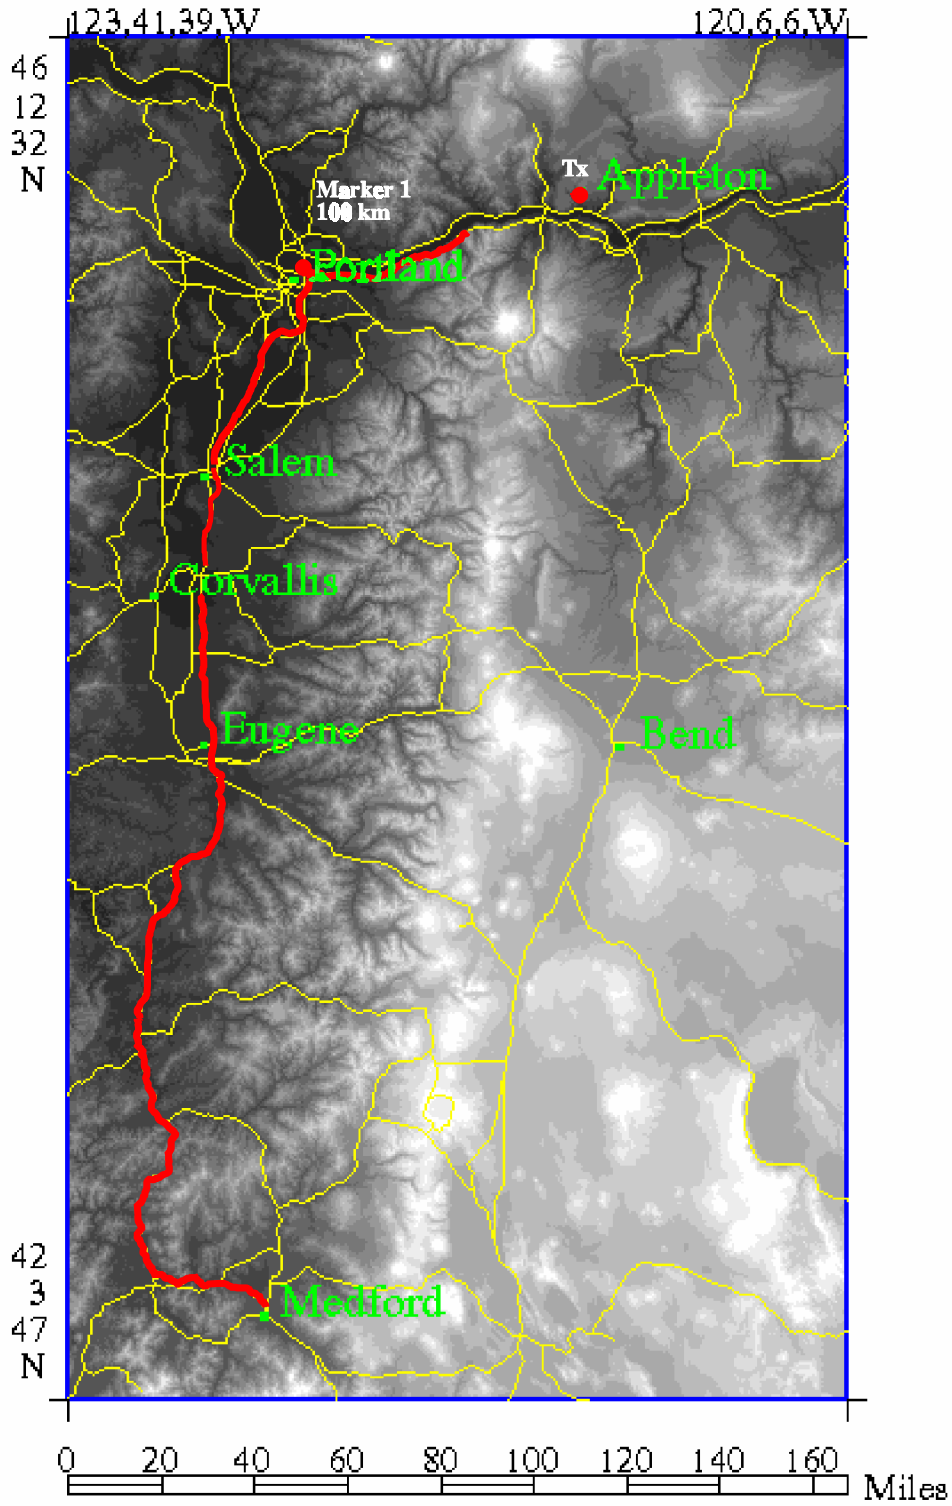 123,41,39,W 120,6,6,W
46
12
32
N
Tx
Appleton
Marker 1
100 km
Portland
Salem
Corvallis
Eugene
Bend
42
3
47
N
Medford
0 20 40 60 80 100 120 140 160
Miles